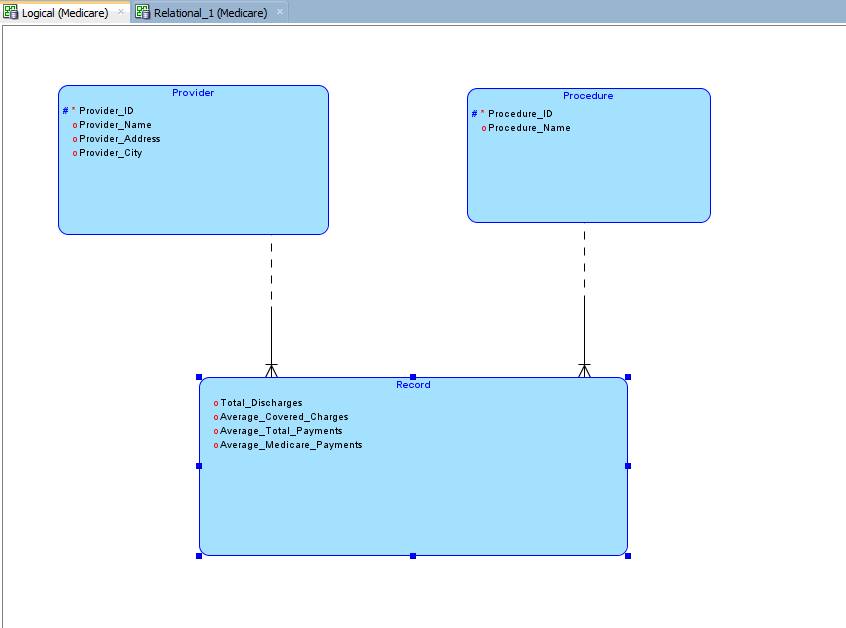 Logical (Medicare) × Relational_1 (Medicare) ×
Provider
# * Provider_ID
o Provider_Name
o Provider_Address
o Provider_City
Procedure
# * Procedure_ID
o Procedure_Name
Record
o Total_Discharges
o Average_Covered_Charges
o Average_Total_Payments
o Average_Medicare_Payments